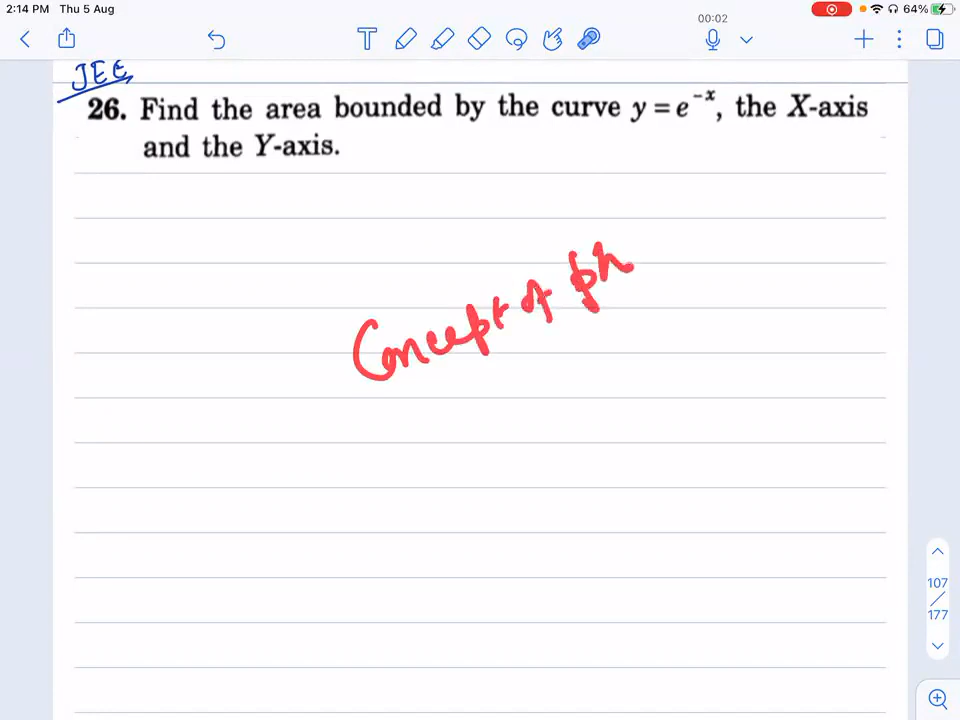 2:14 PM Thu 5 Aug
64%
00:02
T
JEE
26. Find the area bounded by the curve y = e^{-x}, the X-axis
and the Y-axis.
Concept of ph
107
177